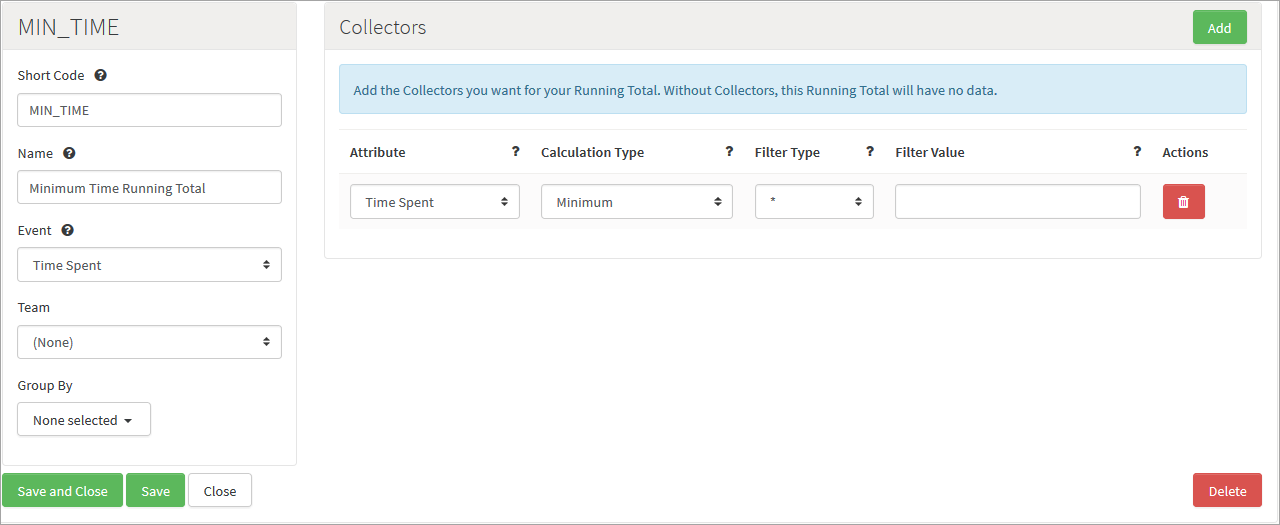 MIN_TIME
Short Code ?
MIN_TIME
Name ?
Minimum Time Running Total
Event ?
Time Spent
Team
(None)
Group By
None selected
Collectors Add
Add the Collectors you want for your Running Total. Without Collectors, this Running Total will have no data.
Attribute ? Calculation Type ? Filter Type ? Filter Value ? Actions
Time Spent Minimum *
Save and Close Save Close Delete